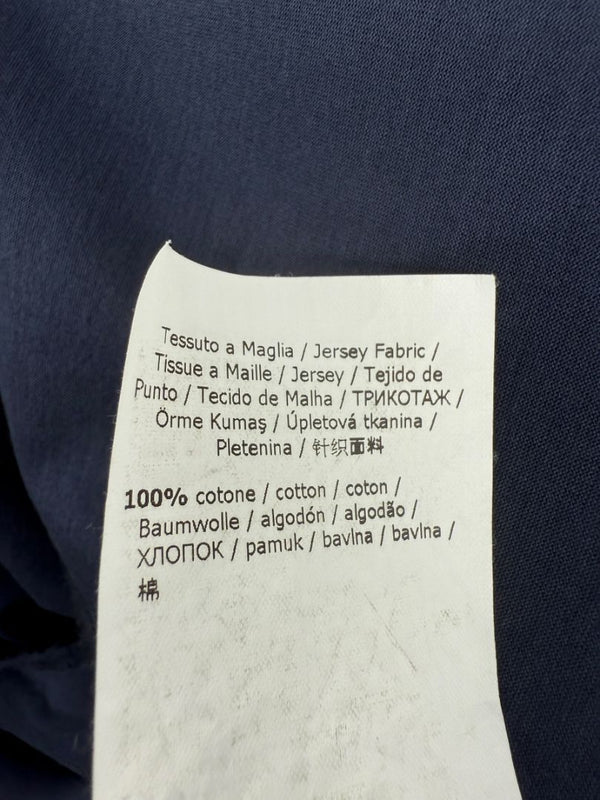 Tessuto a Maglia / Jersey Fabric /
Tissue a Maille / Jersey / Tejido de
Punto / Tecido de Malha / ТРИКОТАЖ /
Örme Kumaş / Úpletová tkanina /
Pletenina / 针织面料
100% cotone / cotton / coton /
Baumwolle / algodón / algodão /
ХЛОПОК / pamuk / bavlna / bavlna /
棉